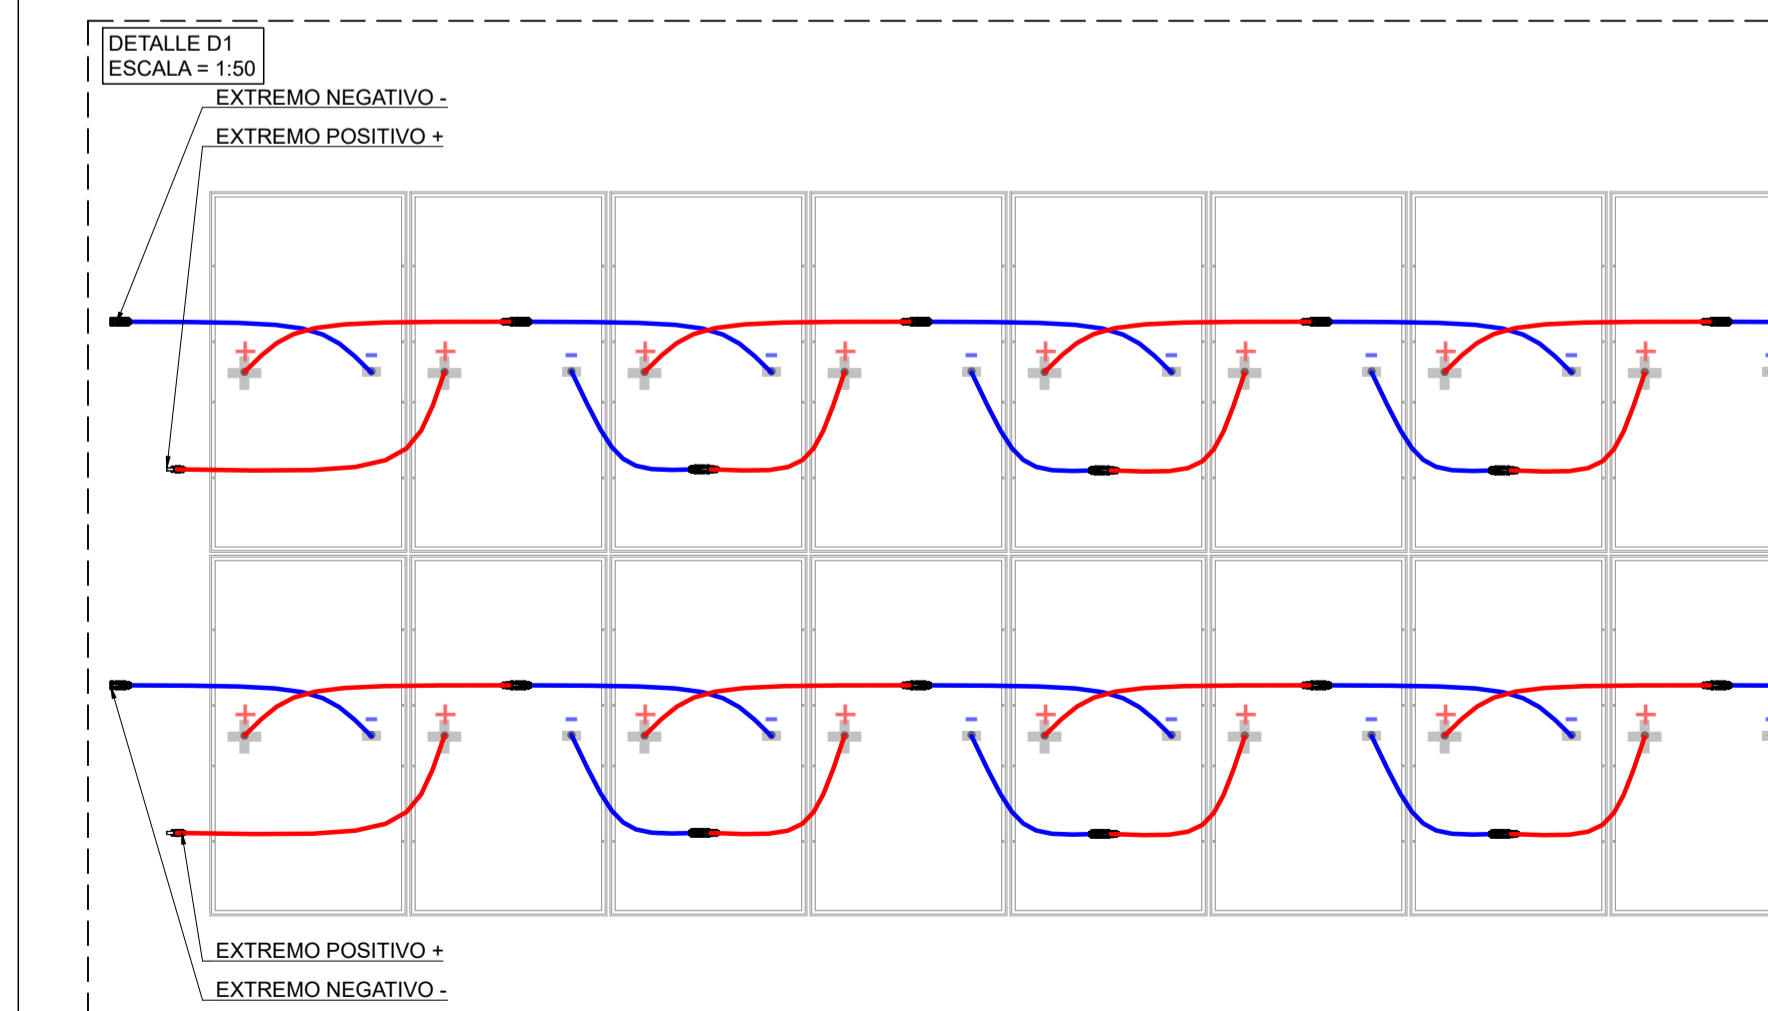 DETALLE D1
ESCALA = 1:50
EXTREMO NEGATIVO -
EXTREMO POSITIVO +
+ - + - + - + - + - + - + - + -
+ - + - + - + - + - + - + - + -
EXTREMO POSITIVO +
EXTREMO NEGATIVO -